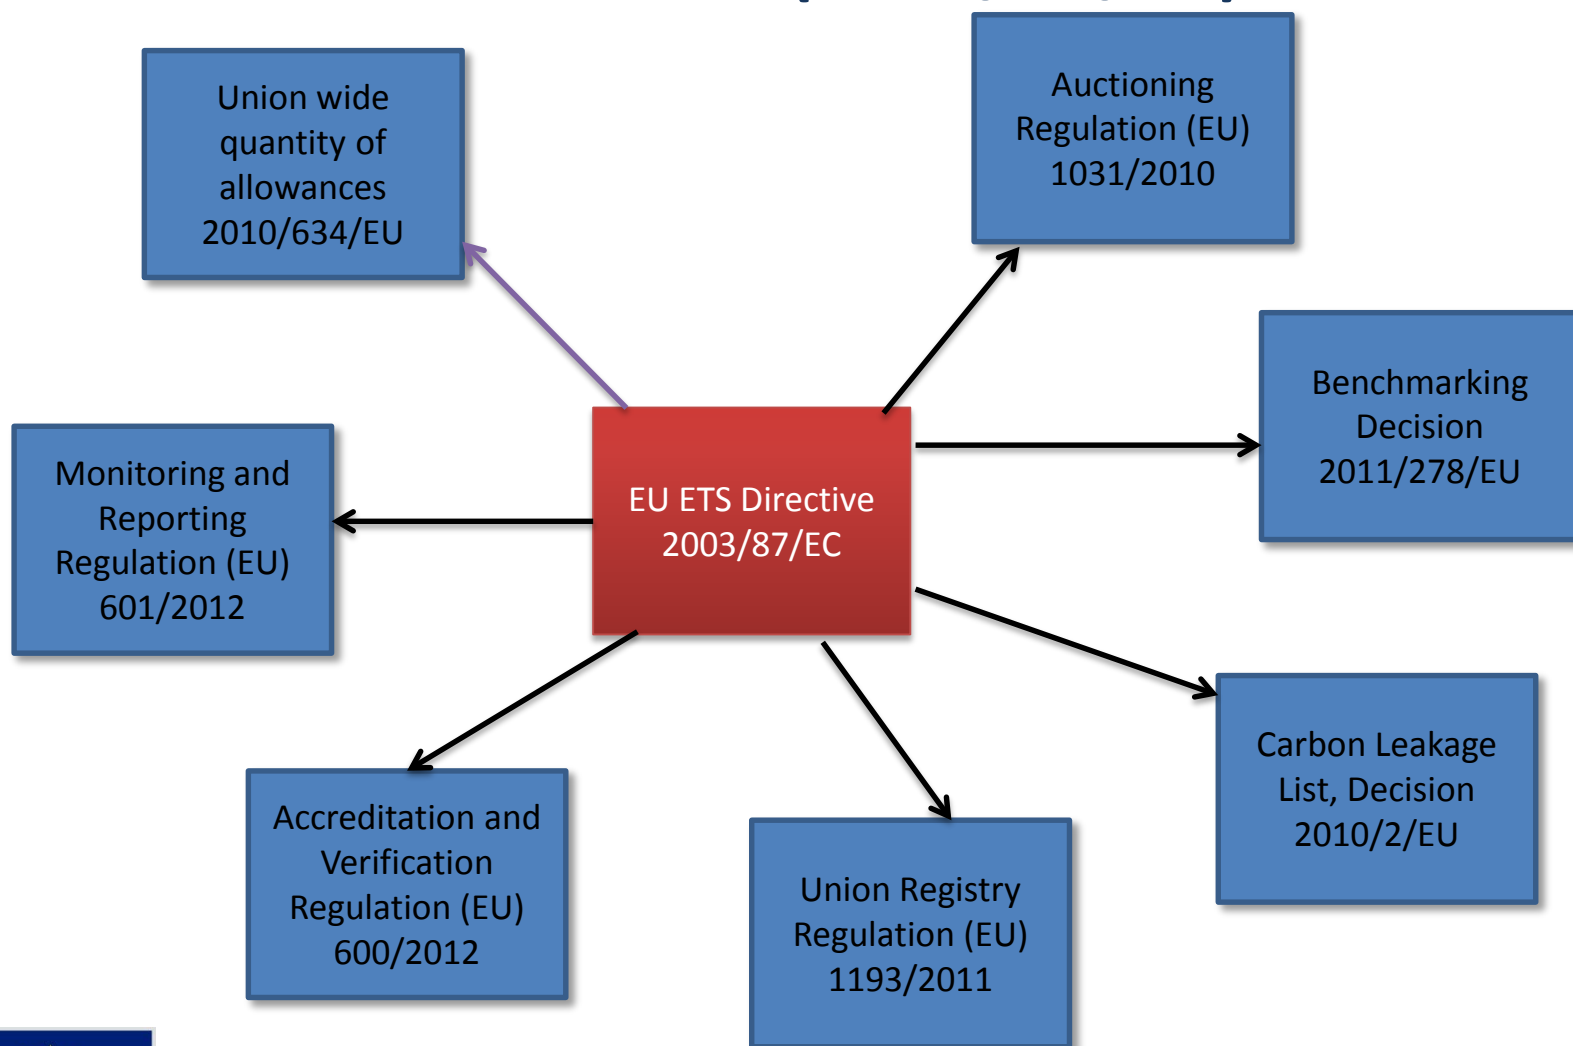 Union wide
quantity of
allowances
2010/634/EU
Auctioning
Regulation (EU)
1031/2010
Benchmarking
Decision
2011/278/EU
Monitoring and
Reporting
Regulation (EU)
601/2012
EU ETS Directive
2003/87/EC
Carbon Leakage
List, Decision
2010/2/EU
Accreditation and
Verification
Regulation (EU)
600/2012
Union Registry
Regulation (EU)
1193/2011